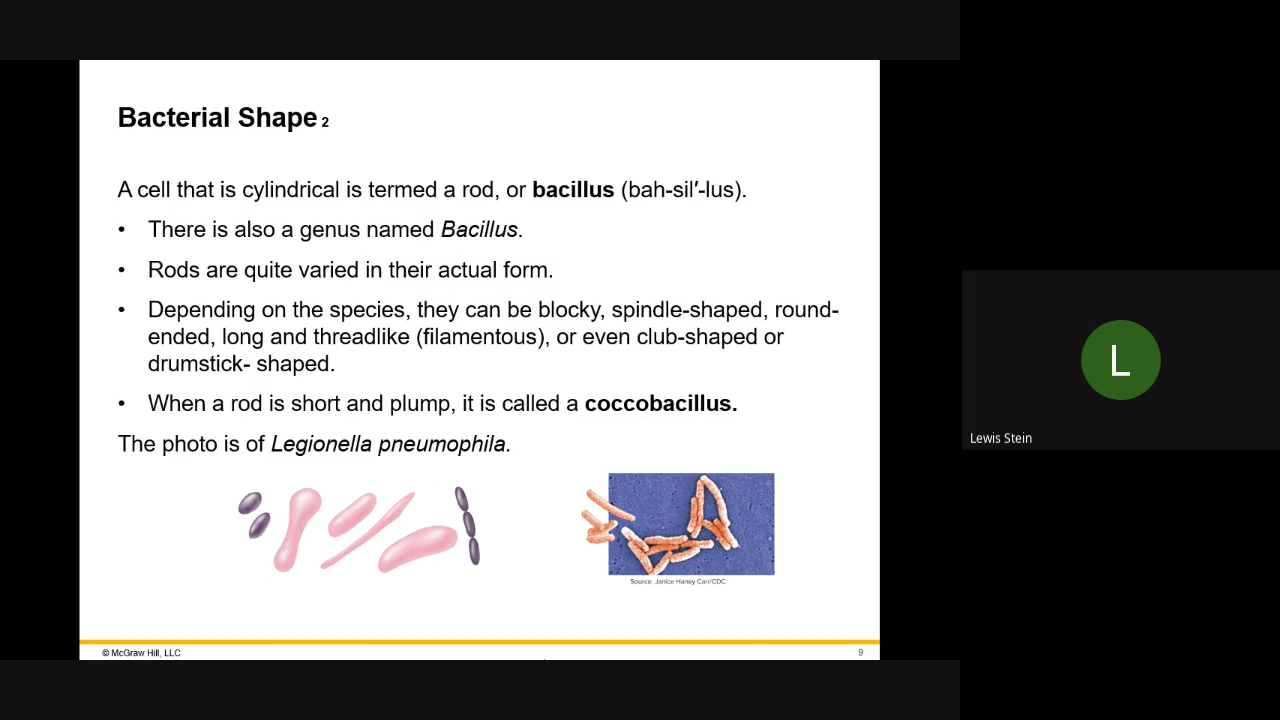 Bacterial Shape 2
A cell that is cylindrical is termed a rod, or bacillus (bah-sil′-lus).
• There is also a genus named Bacillus.
• Rods are quite varied in their actual form.
• Depending on the species, they can be blocky, spindle-shaped, round-
ended, long and threadlike (filamentous), or even club-shaped or
drumstick- shaped.
• When a rod is short and plump, it is called a coccobacillus.
The photo is of Legionella pneumophila.
Source: Janice Haney Carr/CDC
© McGraw Hill, LLC
9
L
Lewis Stein